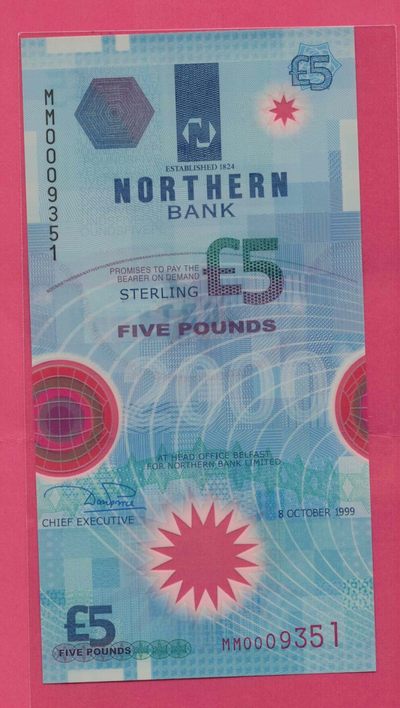 £5
MM0009351
N
ESTABLISHED 1824
NORTHERN
BANK
PROMISES TO PAY THE
BEARER ON DEMAND
£5
STERLING
FIVE POUNDS
2000
AT HEAD OFFICE BELFAST
FOR NORTHERN BANK LIMITED
CHIEF EXECUTIVE
8 OCTOBER 1999
£5
FIVE POUNDS
MM0009351